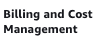 Billing and Cost
Management